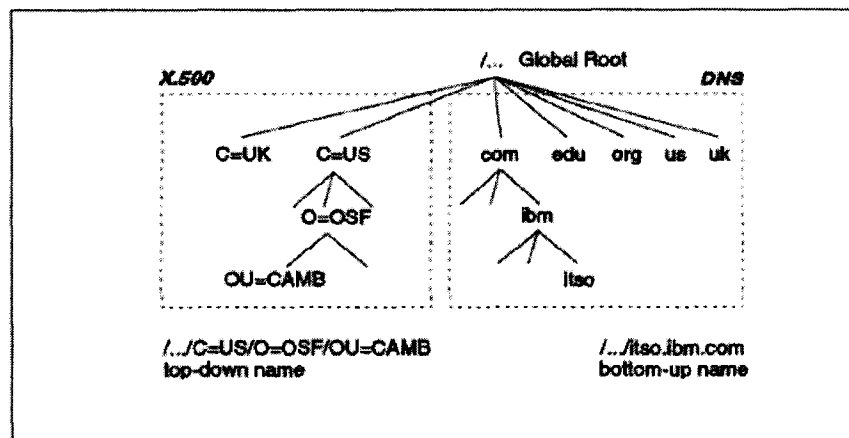 /... Global Root
X.500 DNS
C=UK C=US com edu org us uk
O=OSF ibm
OU=CAMB itso
/.../C=US/O=OSF/OU=CAMB /.../itso.ibm.com
top-down name bottom-up name